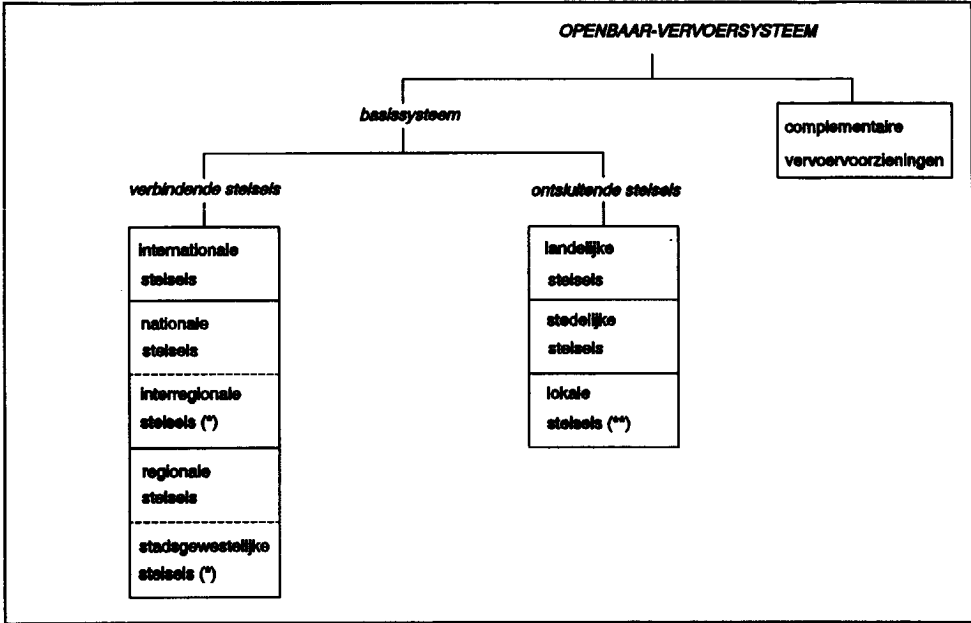 OPENBAAR-VERVOERSYSTEEM
basissysteem
complementaire
vervoervoorzieningen
verbindende stelsels
ontsluitende stelsels
internationale
stelsels
nationale
stelsels
interregionale
stelsels (*)
regionale
stelsels
stadsgewestelijke
stelsels (*)
landelijke
stelsels
stedelijke
stelsels
lokale
stelsels (**)